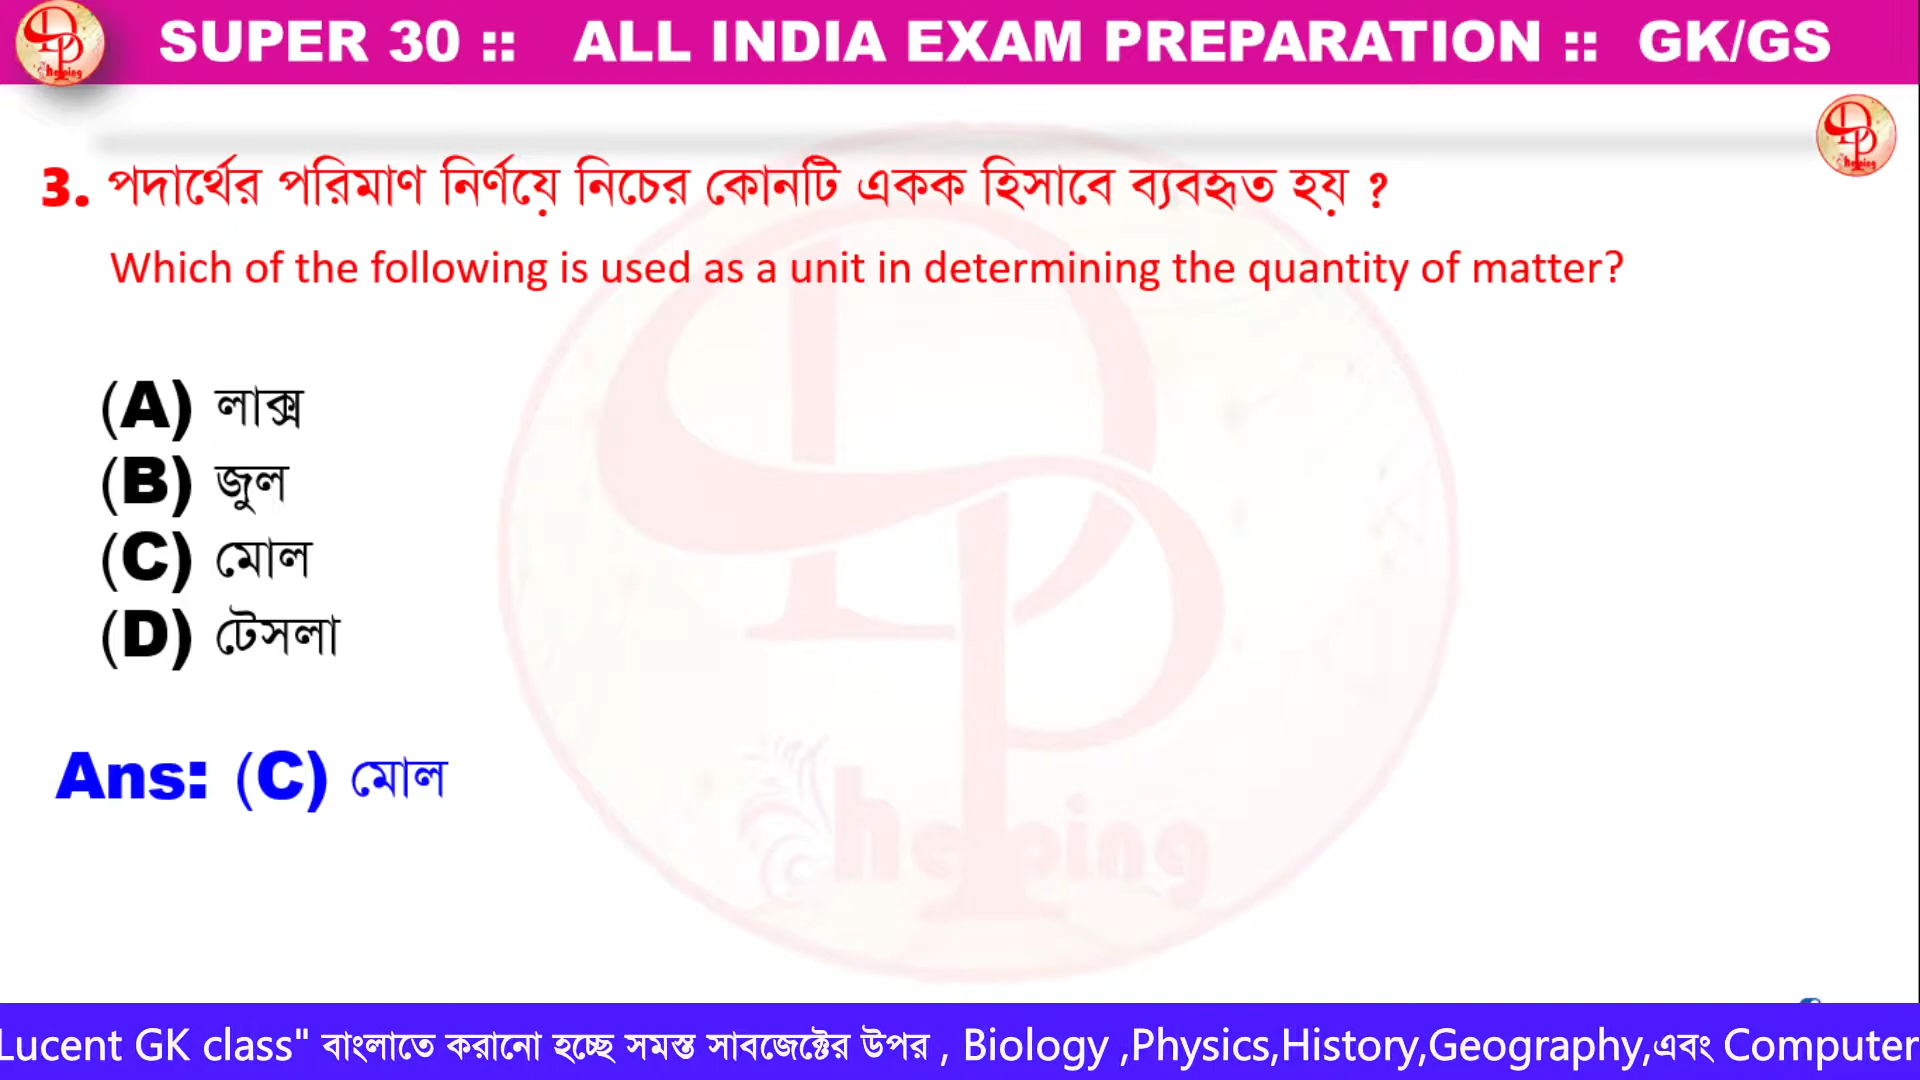 SUPER 30 :: ALL INDIA EXAM PREPARATION :: GK/GS
3. পদার্থের পরিমাণ নির্ণয়ে নিচের কোনটি একক হিসাবে ব্যবহৃত হয় ?
Which of the following is used as a unit in determining the quantity of matter?
(A) লাক্স
(B) জুল
(C) মোল
(D) টেসলা
Ans: (C) মোল
DP
helping
Lucent GK class" বাংলাতে করানো হচ্ছে সমস্ত সাবজেক্টের উপর , Biology ,Physics,History,Geography,এবং Computer